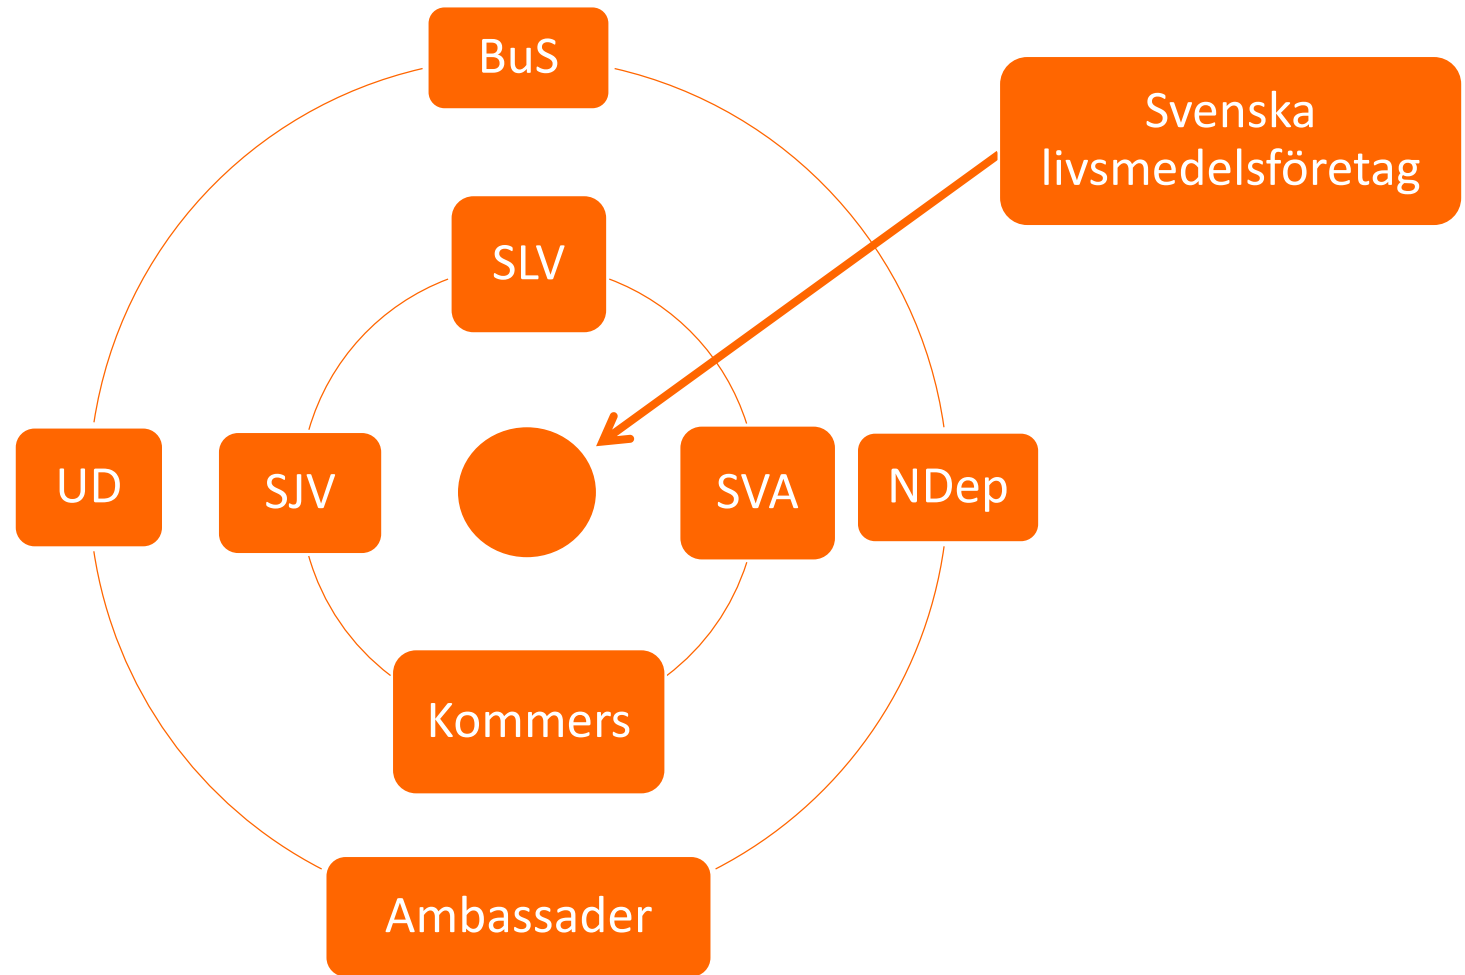 BuS
Svenska
livsmedelsföretag
SLV
UD
SJV
SVA
NDep
Kommers
Ambassader